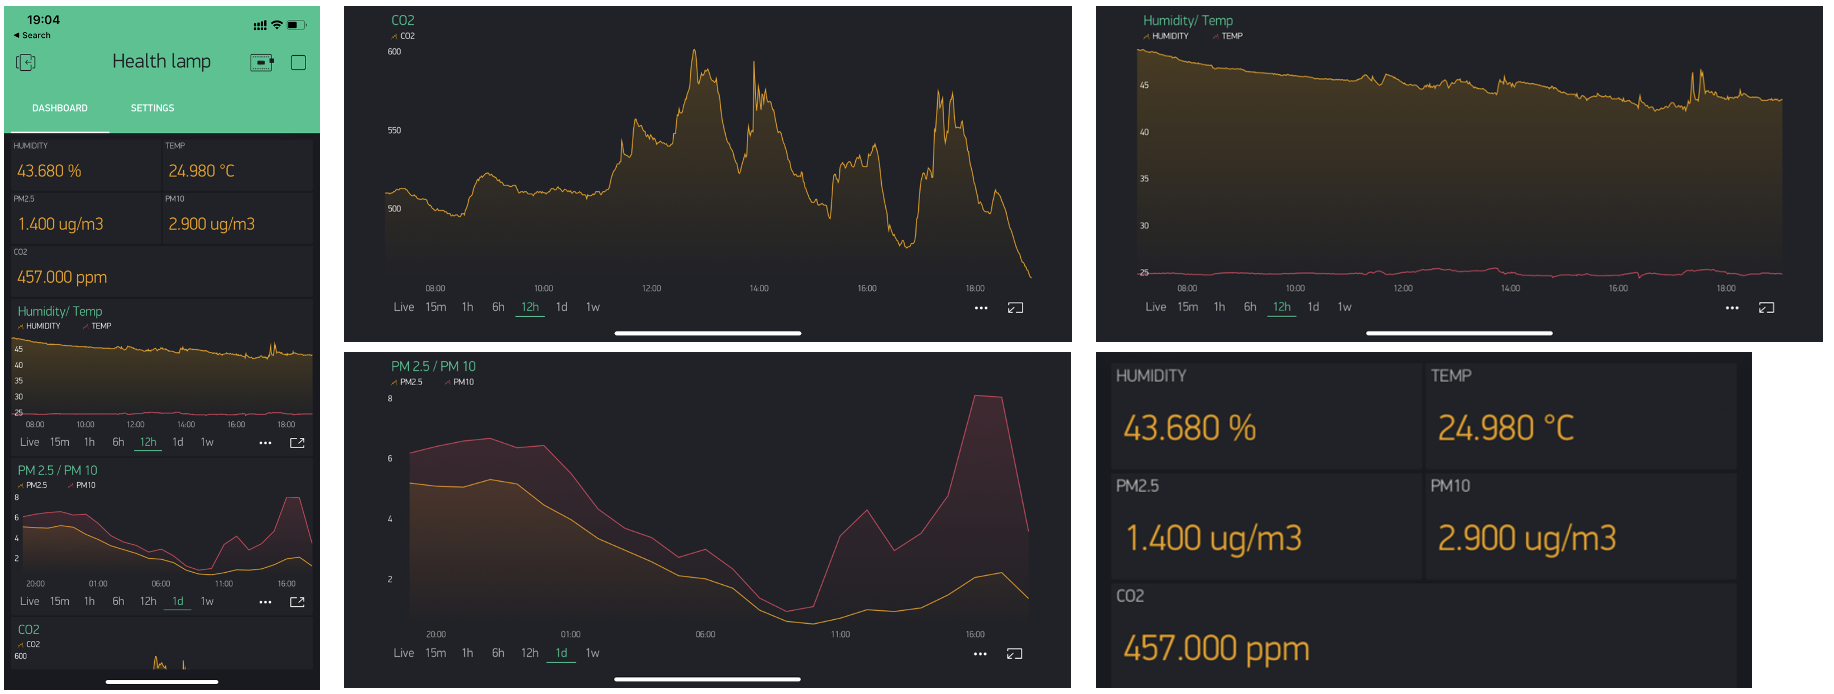 19:04
Search
Health lamp
DASHBOARD SETTINGS
HUMIDITY TEMP
43.680 % 24.980 °C
PM2.5 PM10
1.400 ug/m3 2.900 ug/m3
CO2
457.000 ppm
Humidity/ Temp
HUMIDITY TEMP
45
40
35
30
25
08:00 10:00 12:00 14:00 16:00 18:00
Live 15m 1h 6h 12h 1d 1w
PM 2.5 / PM 10
PM2.5 PM10
8
6
4
2
20:00 01:00 06:00 11:00 16:00
Live 15m 1h 6h 12h 1d 1w
CO2
CO2
600
CO2
CO2
600
550
500
08:00 10:00 12:00 14:00 16:00 18:00
Live 15m 1h 6h 12h 1d 1w
Humidity/ Temp
HUMIDITY TEMP
45
40
35
30
25
08:00 10:00 12:00 14:00 16:00 18:00
Live 15m 1h 6h 12h 1d 1w
PM 2.5 / PM 10
PM2.5 PM10
8
6
4
2
20:00 01:00 06:00 11:00 16:00
Live 15m 1h 6h 12h 1d 1w
HUMIDITY TEMP
43.680 % 24.980 °C
PM2.5 PM10
1.400 ug/m3 2.900 ug/m3
CO2
457.000 ppm